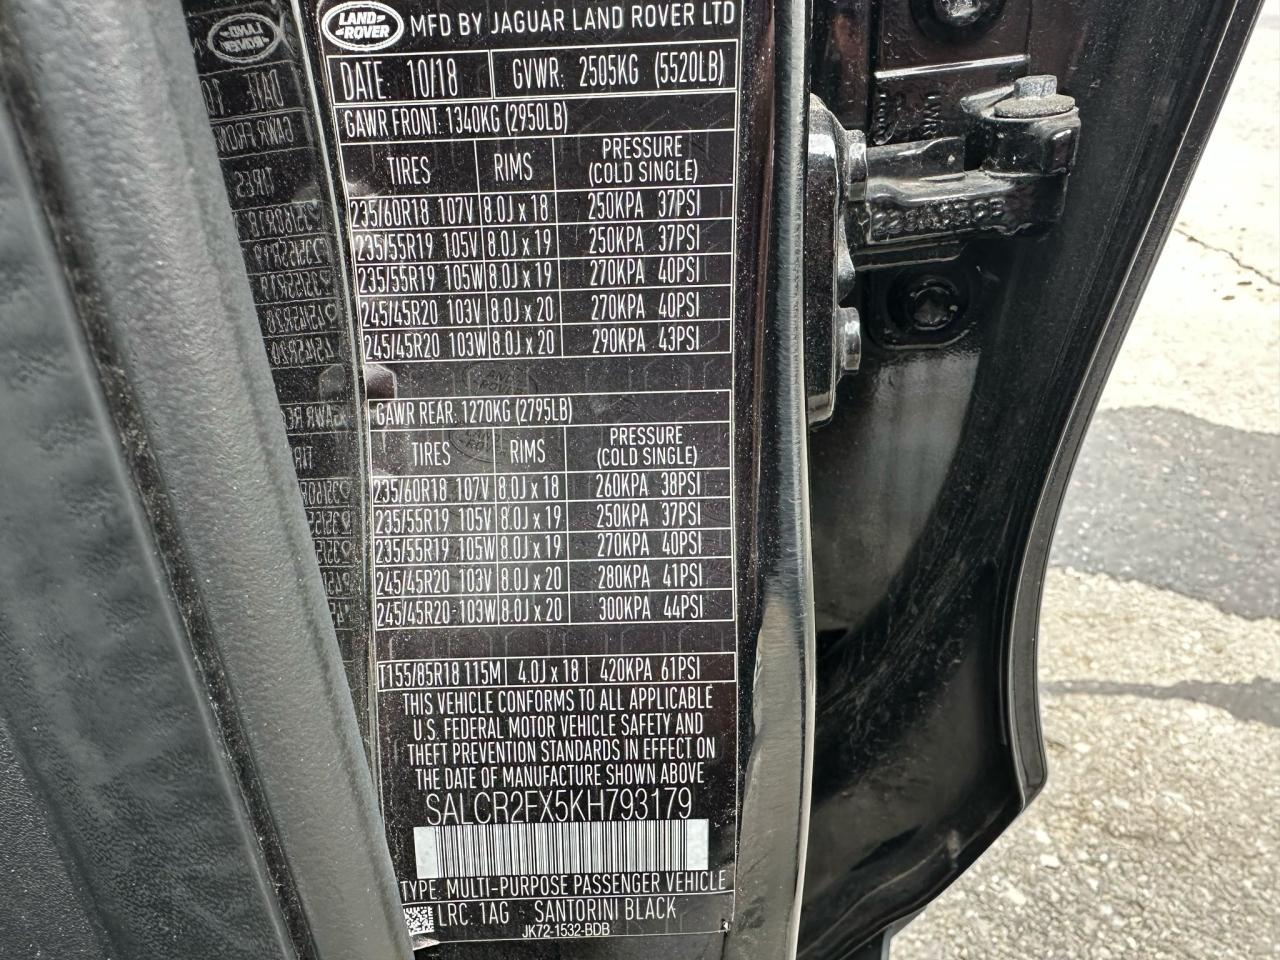 LAND-
-ROVER
MFD BY JAGUAR LAND ROVER LTD
DATE: 10/18 GVWR: 2505KG (5520LB)
GAWR FRONT: 1340KG (2950LB)
TIRES RIMS PRESSURE (COLD SINGLE)
235/60R18 107V 8.0J x 18 250KPA 37PSI
235/55R19 105V 8.0J x 19 250KPA 37PSI
235/55R19 105W 8.0J x 19 270KPA 40PSI
245/45R20 103V 8.0J x 20 270KPA 40PSI
245/45R20 103W 8.0J x 20 290KPA 43PSI
GAWR REAR: 1270KG (2795LB)
TIRES RIMS PRESSURE (COLD SINGLE)
235/60R18 107V 8.0J x 18 260KPA 38PSI
235/55R19 105V 8.0J x 19 250KPA 37PSI
235/55R19 105W 8.0J x 19 270KPA 40PSI
245/45R20 103V 8.0J x 20 280KPA 41PSI
245/45R20 103W 8.0J x 20 300KPA 44PSI
T155/85R18 115M 4.0J x 18 420KPA 61PSI
THIS VEHICLE CONFORMS TO ALL APPLICABLE
U.S. FEDERAL MOTOR VEHICLE SAFETY AND
THEFT PREVENTION STANDARDS IN EFFECT ON
THE DATE OF MANUFACTURE SHOWN ABOVE
SALCR2FX5KH793179
TYPE: MULTI-PURPOSE PASSENGER VEHICLE
LRC: 1AG SANTORINI BLACK
JK72-1532-BDB